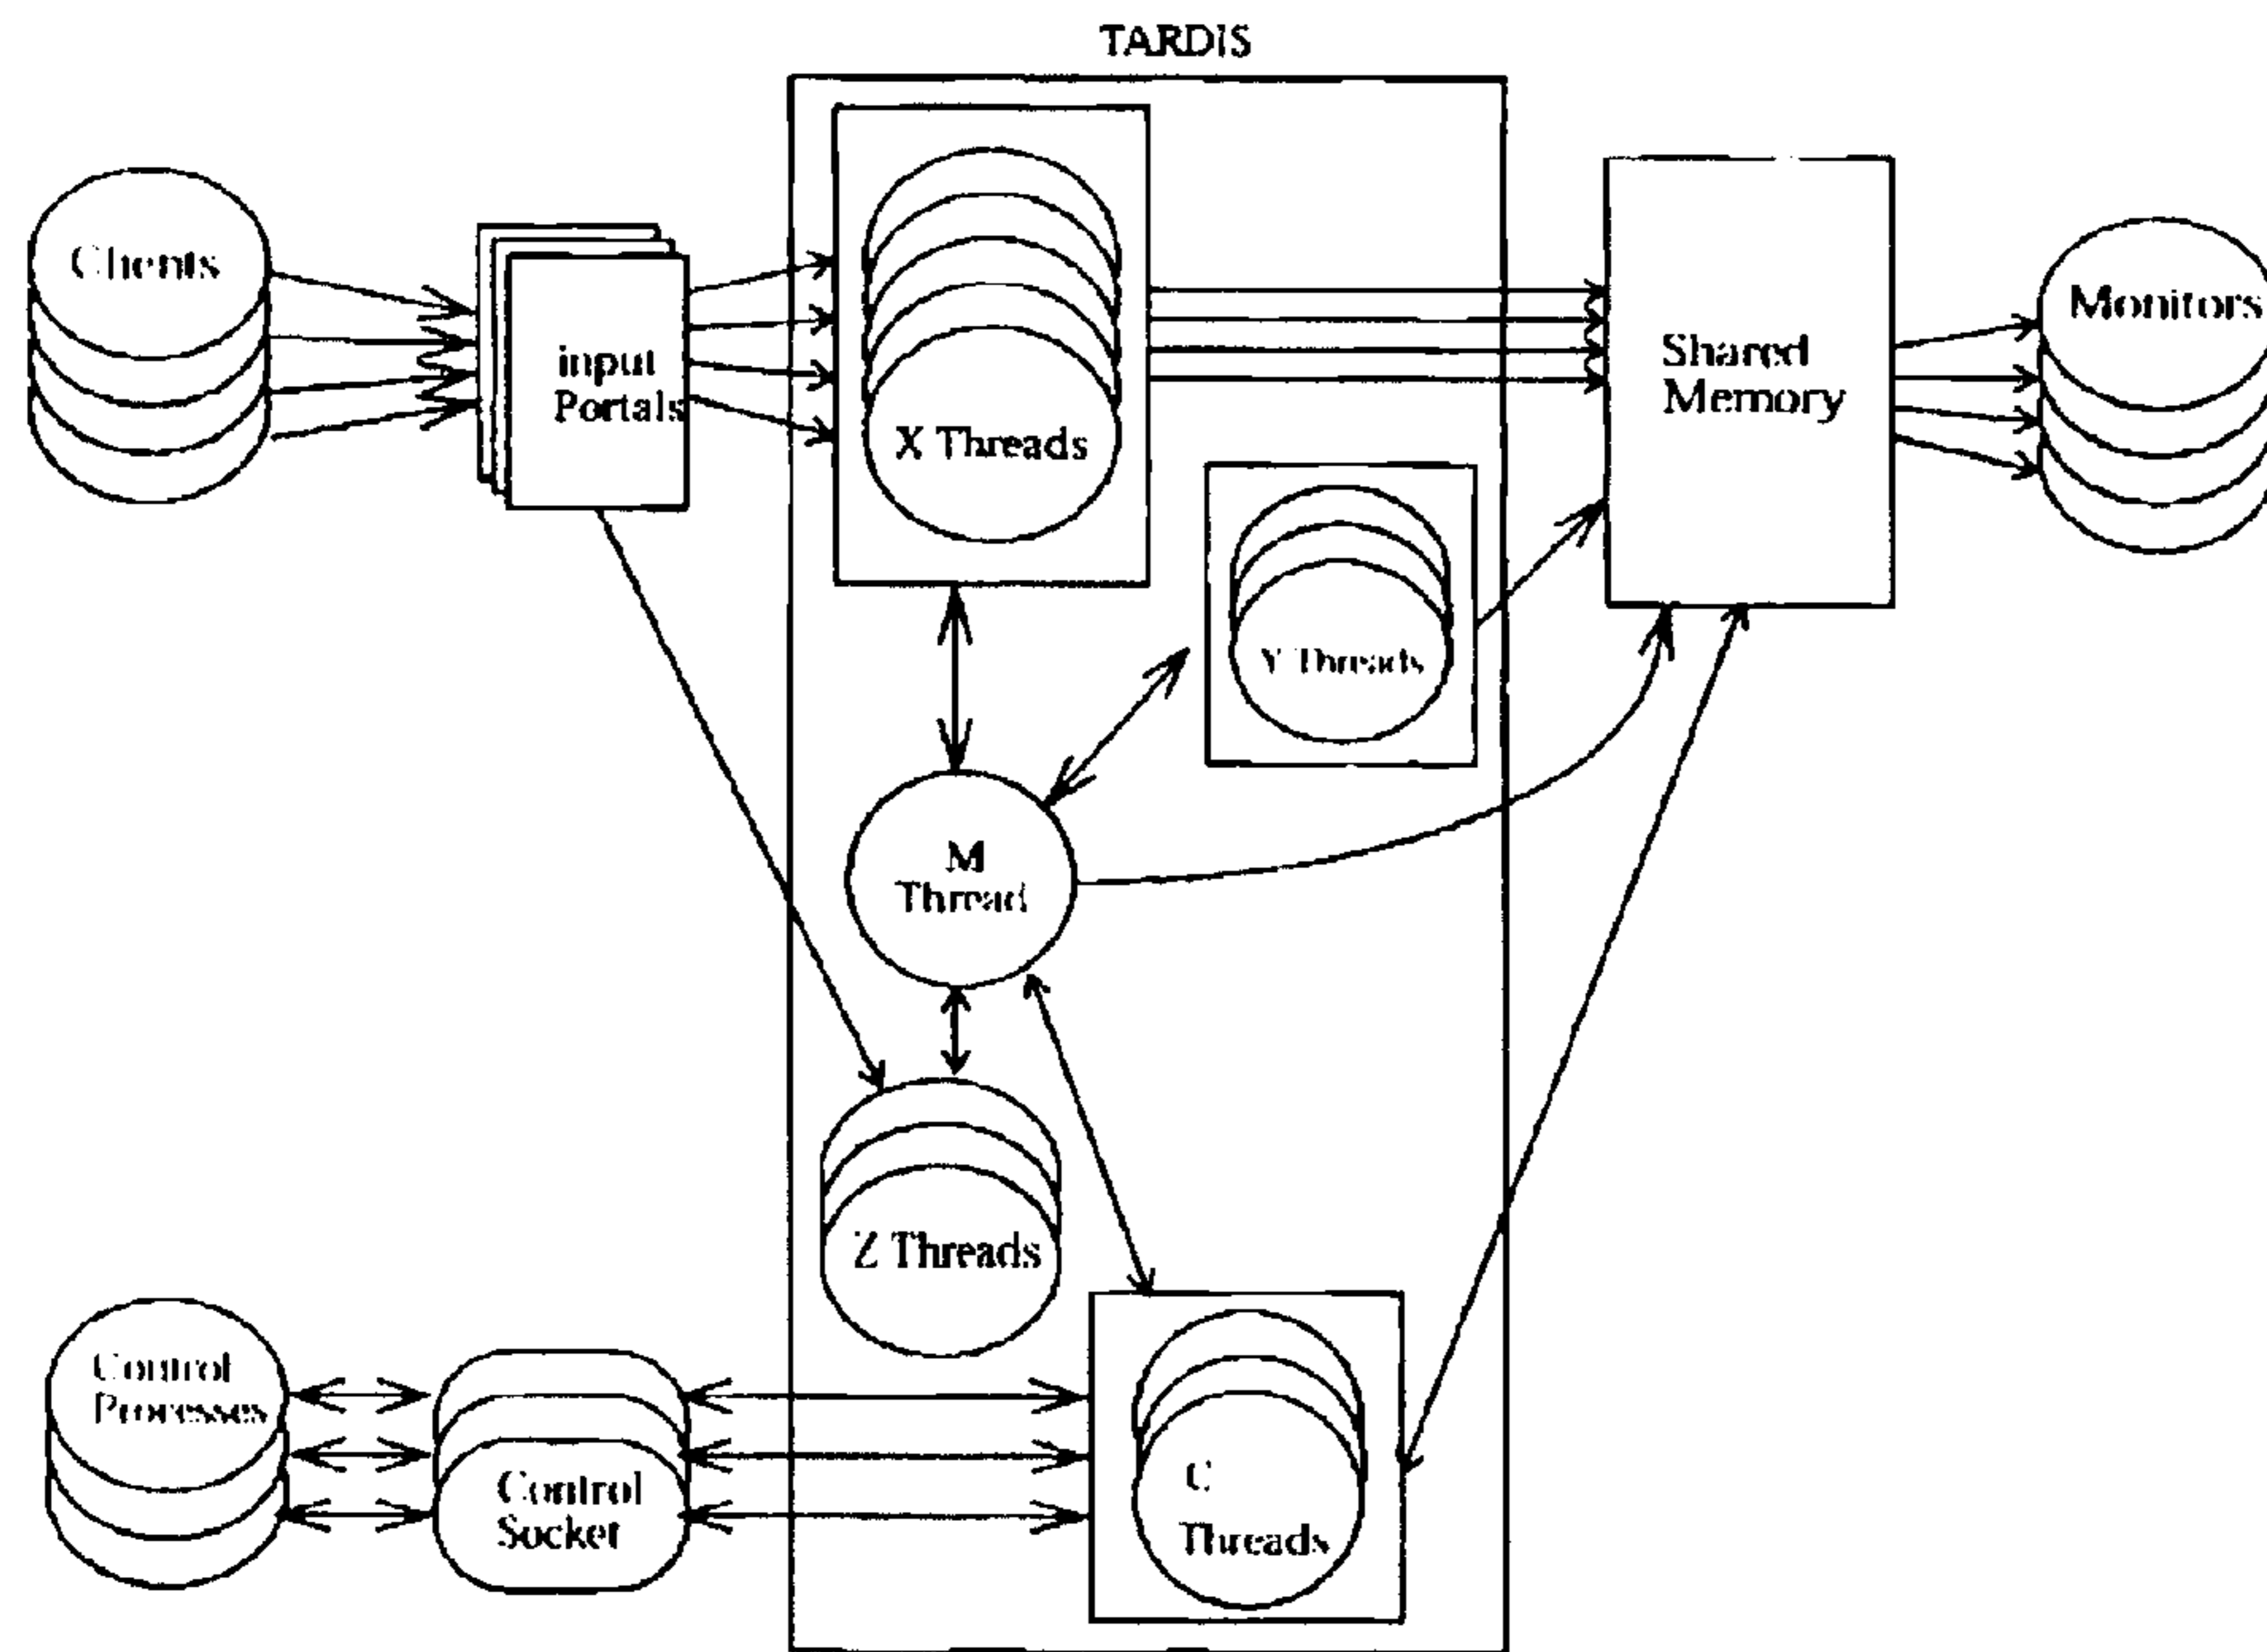 TARDIS
Clients
input
Portals
X Threads
Shared
Memory
Monitors
Y Threads
M
Thread
Z Threads
Control
Processes
Control
Socket
C
Threads